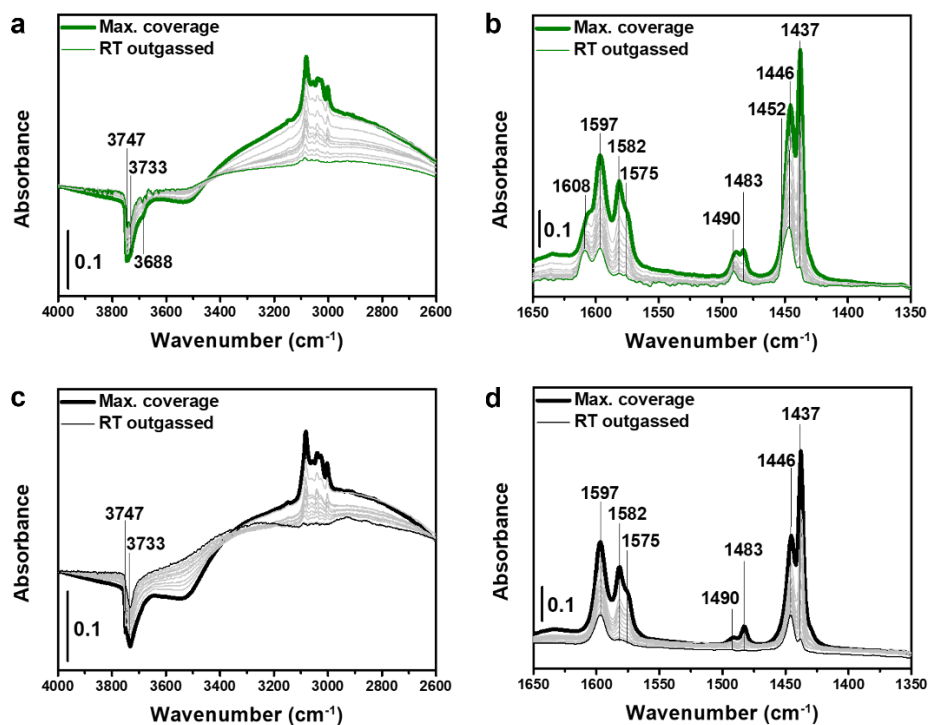 a
Max. coverage
RT outgassed
Absorbance
3747
3733
3688
0.1
4000 3800 3600 3400 3200 3000 2800 2600
Wavenumber (cm⁻¹)
b
Max. coverage
RT outgassed
Absorbance
1437
1446
1452
1597
1582
1575
1608
1483
1490
0.1
1650 1600 1550 1500 1450 1400 1350
Wavenumber (cm⁻¹)
c
Max. coverage
RT outgassed
Absorbance
3747
3733
0.1
4000 3800 3600 3400 3200 3000 2800 2600
Wavenumber (cm⁻¹)
d
Max. coverage
RT outgassed
Absorbance
1437
1446
1597
1582
1575
1483
1490
0.1
1650 1600 1550 1500 1450 1400 1350
Wavenumber (cm⁻¹)